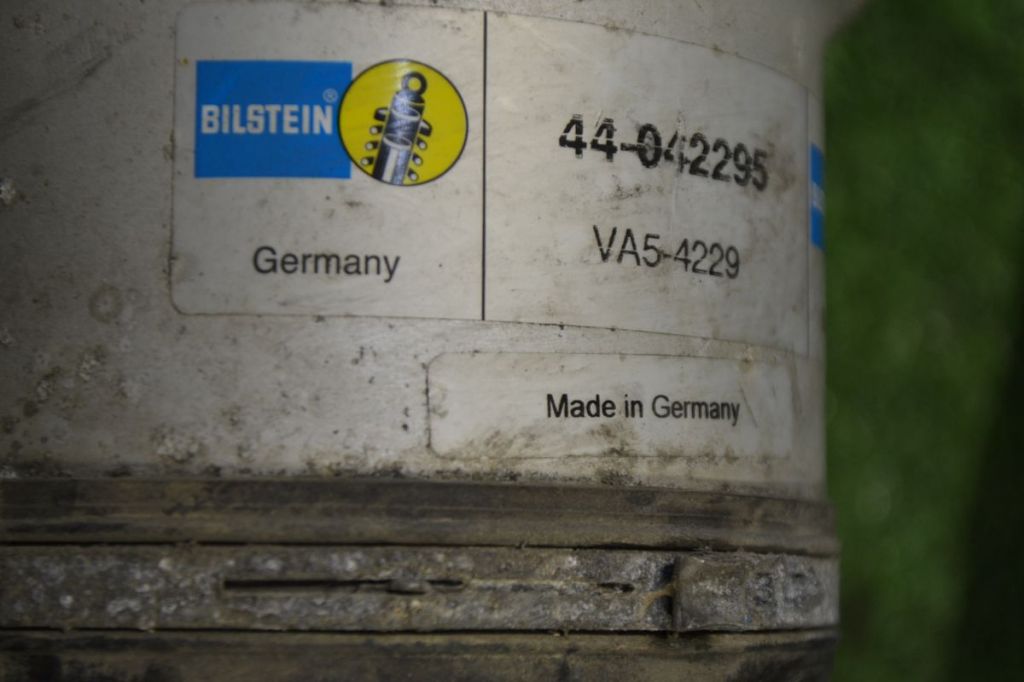 BILSTEIN®
Germany
44-042295
VA5-4229
Made in Germany